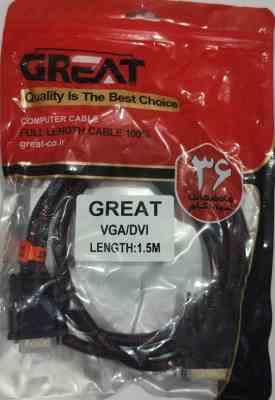 GREAT
Quality Is The Best Choice
COMPUTER CABLE
FULL LENGTH CABLE 100%
great-co.ir
۳۶
GREAT
VGA/DVI
LENGTH:1.5M